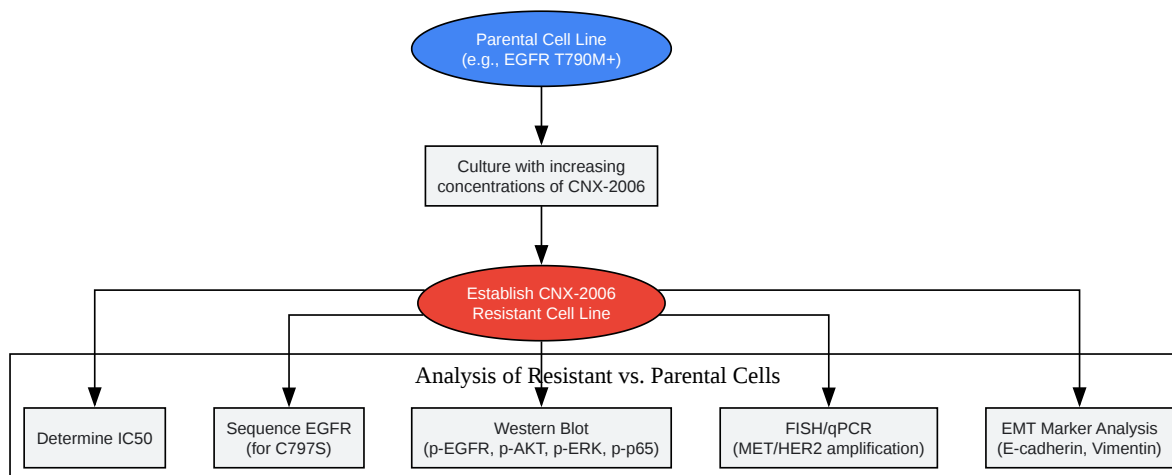 Parental Cell Line
(e.g., EGFR T790M+)
Culture with increasing
concentrations of CNX-2006
Establish CNX-2006
Resistant Cell Line
Analysis of Resistant vs. Parental Cells
Determine IC50
Sequence EGFR
(for C797S)
Western Blot
(p-EGFR, p-AKT, p-ERK, p-p65)
FISH/qPCR
(MET/HER2 amplification)
EMT Marker Analysis
(E-cadherin, Vimentin)